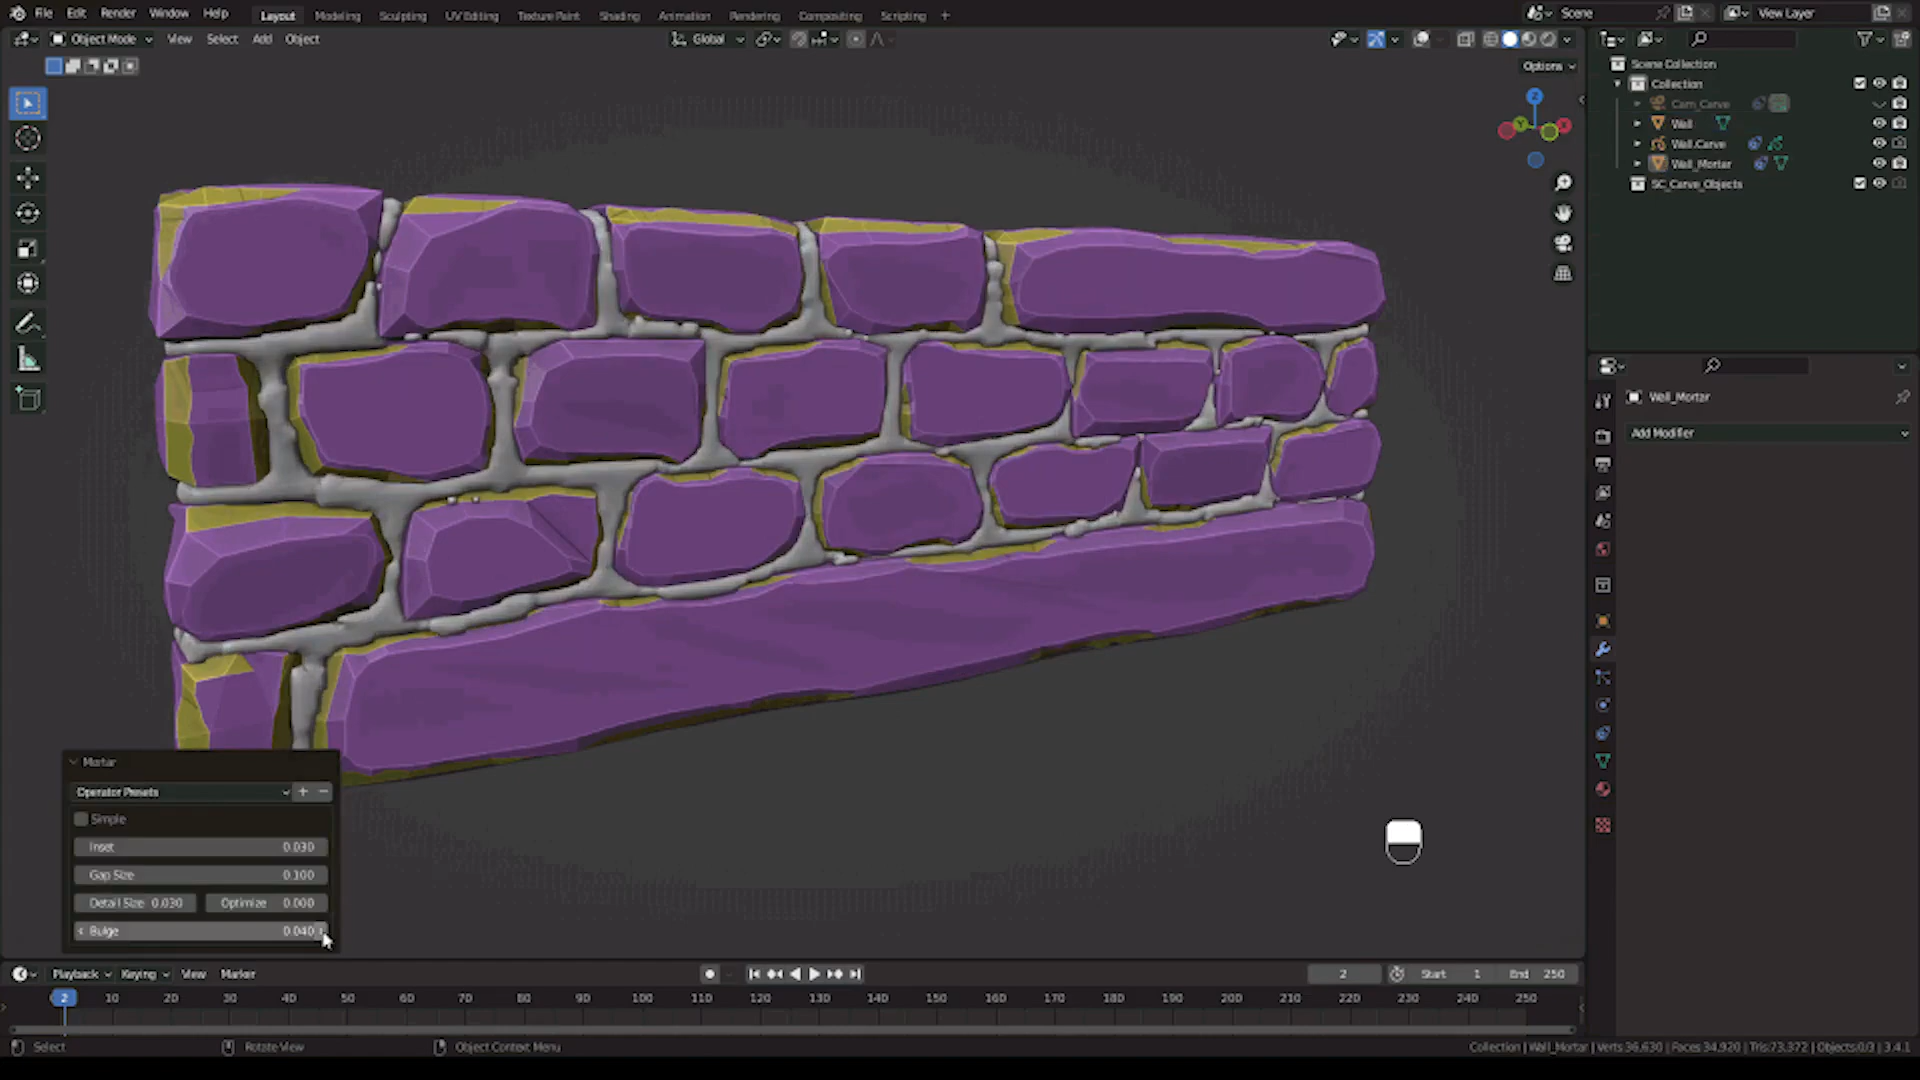 File Edit Render Window Help
Layout Modeling Sculpting UV Editing Texture Paint Shading Animation Rendering Compositing Scripting +
Scene
View Layer
Object Mode View Select Add Object
Global
Options
Z
Y
X
Scene Collection
Collection
Cam_Carve
Wall
Wall.Carve
Wall_Mortar
SC_Carve_Objects
Wall_Mortar
Add Modifier
Mortar
Operator Presets + −
Simple
Inset 0.030
Gap Size 0.100
Detail Size 0.030 Optimize 0.000
Bulge 0.040
Playback Keying View Marker
2 Start 1 End 250
2 10 20 30 40 50 60 70 80 90 100 110 120 130 140 150 160 170 180 190 200 210 220 230 240 250
Select Rotate View Object Context Menu
Collection | Wall_Mortar | Verts:36,630 | Faces:34,920 | Tris:73,372 | Objects:0/3 | 3.4.1